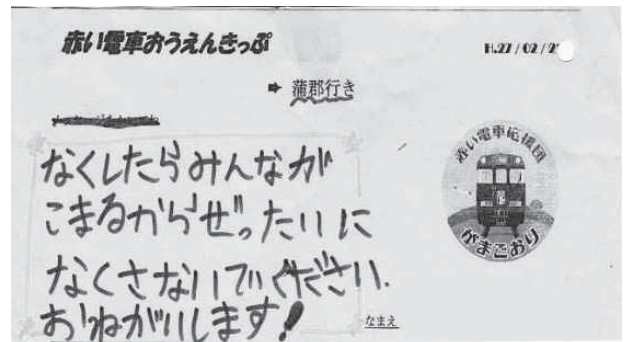 赤い電車おうえんきっぷ
H.27 / 02 / 2
➡ 蒲郡行き
なくしたらみんなが
こまるからぜったいに
なくさないでください.
おねがいします!
赤い電車応援団
がまごおり
なまえ